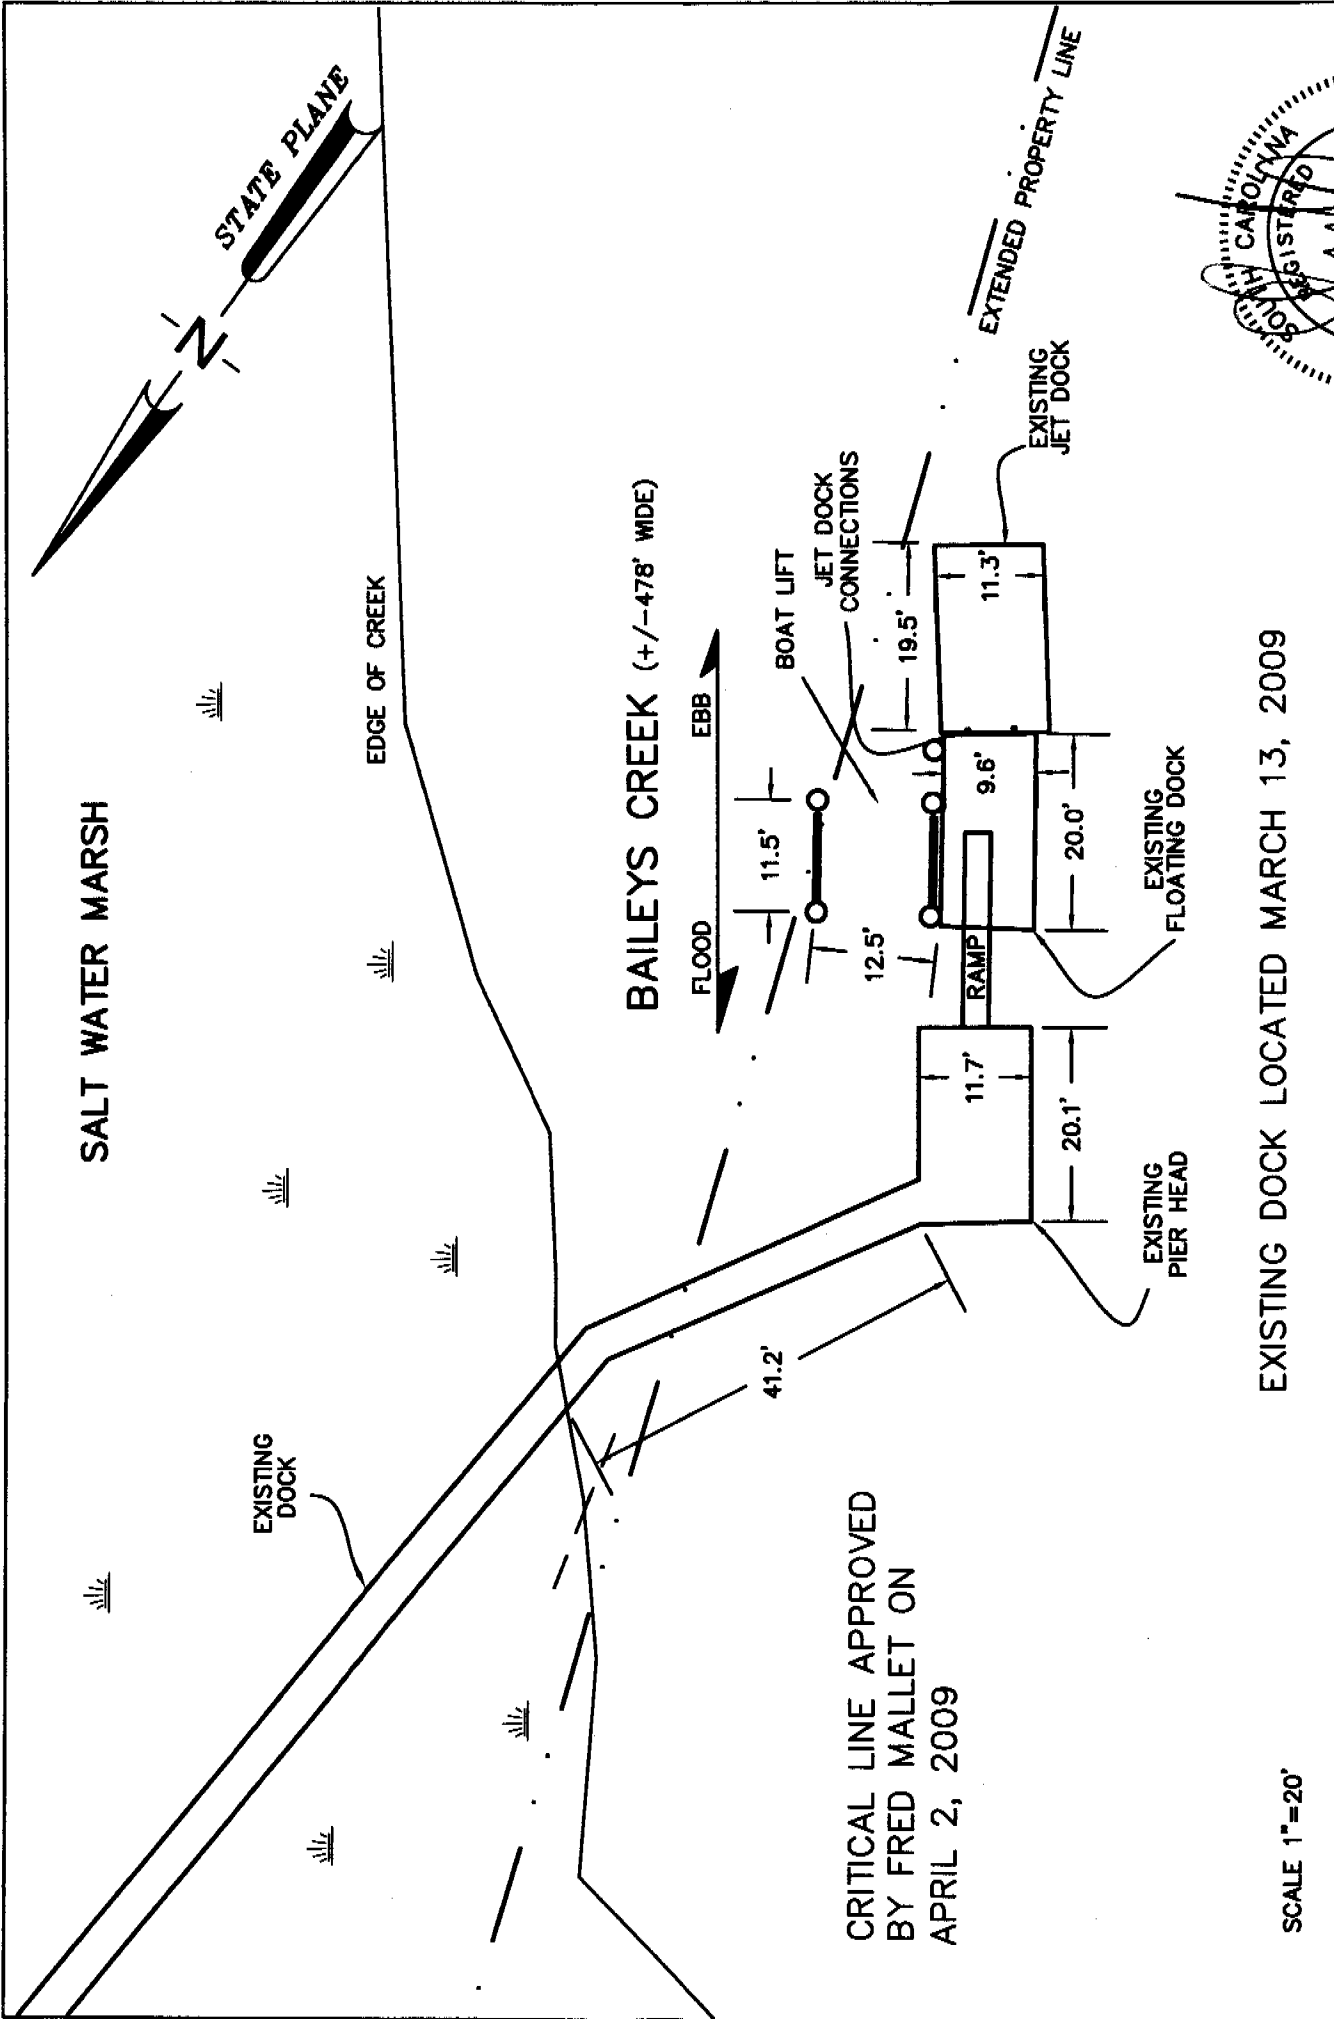 SALT WATER MARSH
STATE PLANE
N
EDGE OF CREEK
EXISTING
DOCK
BAILEYS CREEK (+/-478' WIDE)
FLOOD
EBB
11.5'
BOAT LIFT
JET DOCK
CONNECTIONS
12.5'
19.5'
EXTENDED PROPERTY LINE
41.2'
11.7'
RAMP
9.6'
11.3'
EXISTING
JET DOCK
20.1'
20.0'
EXISTING
PIER HEAD
EXISTING
FLOATING DOCK
CRITICAL LINE APPROVED
BY FRED MALLET ON
APRIL 2, 2009
EXISTING DOCK LOCATED MARCH 13, 2009
SCALE 1"=20'
SOUTH CAROLINA
REGISTERED